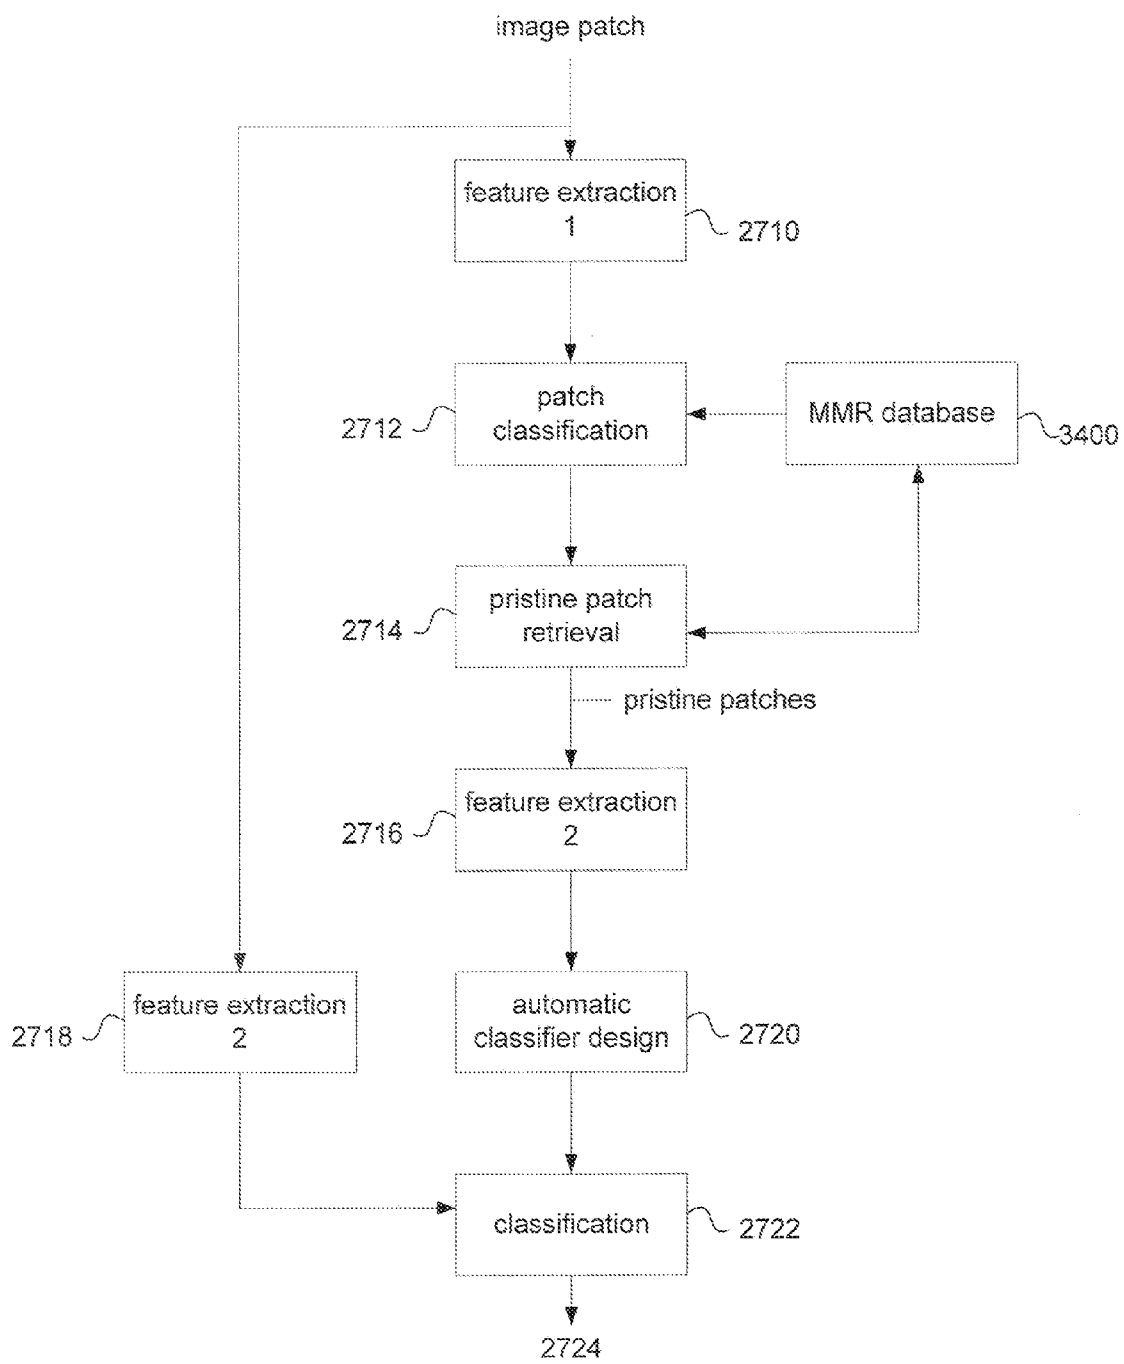 image patch
feature extraction
1
2710
patch
classification
2712
MMR database
3400
pristine patch
retrieval
2714
pristine patches
feature extraction
2
2716
feature extraction
2
2718
automatic
classifier design
2720
classification
2722
2724